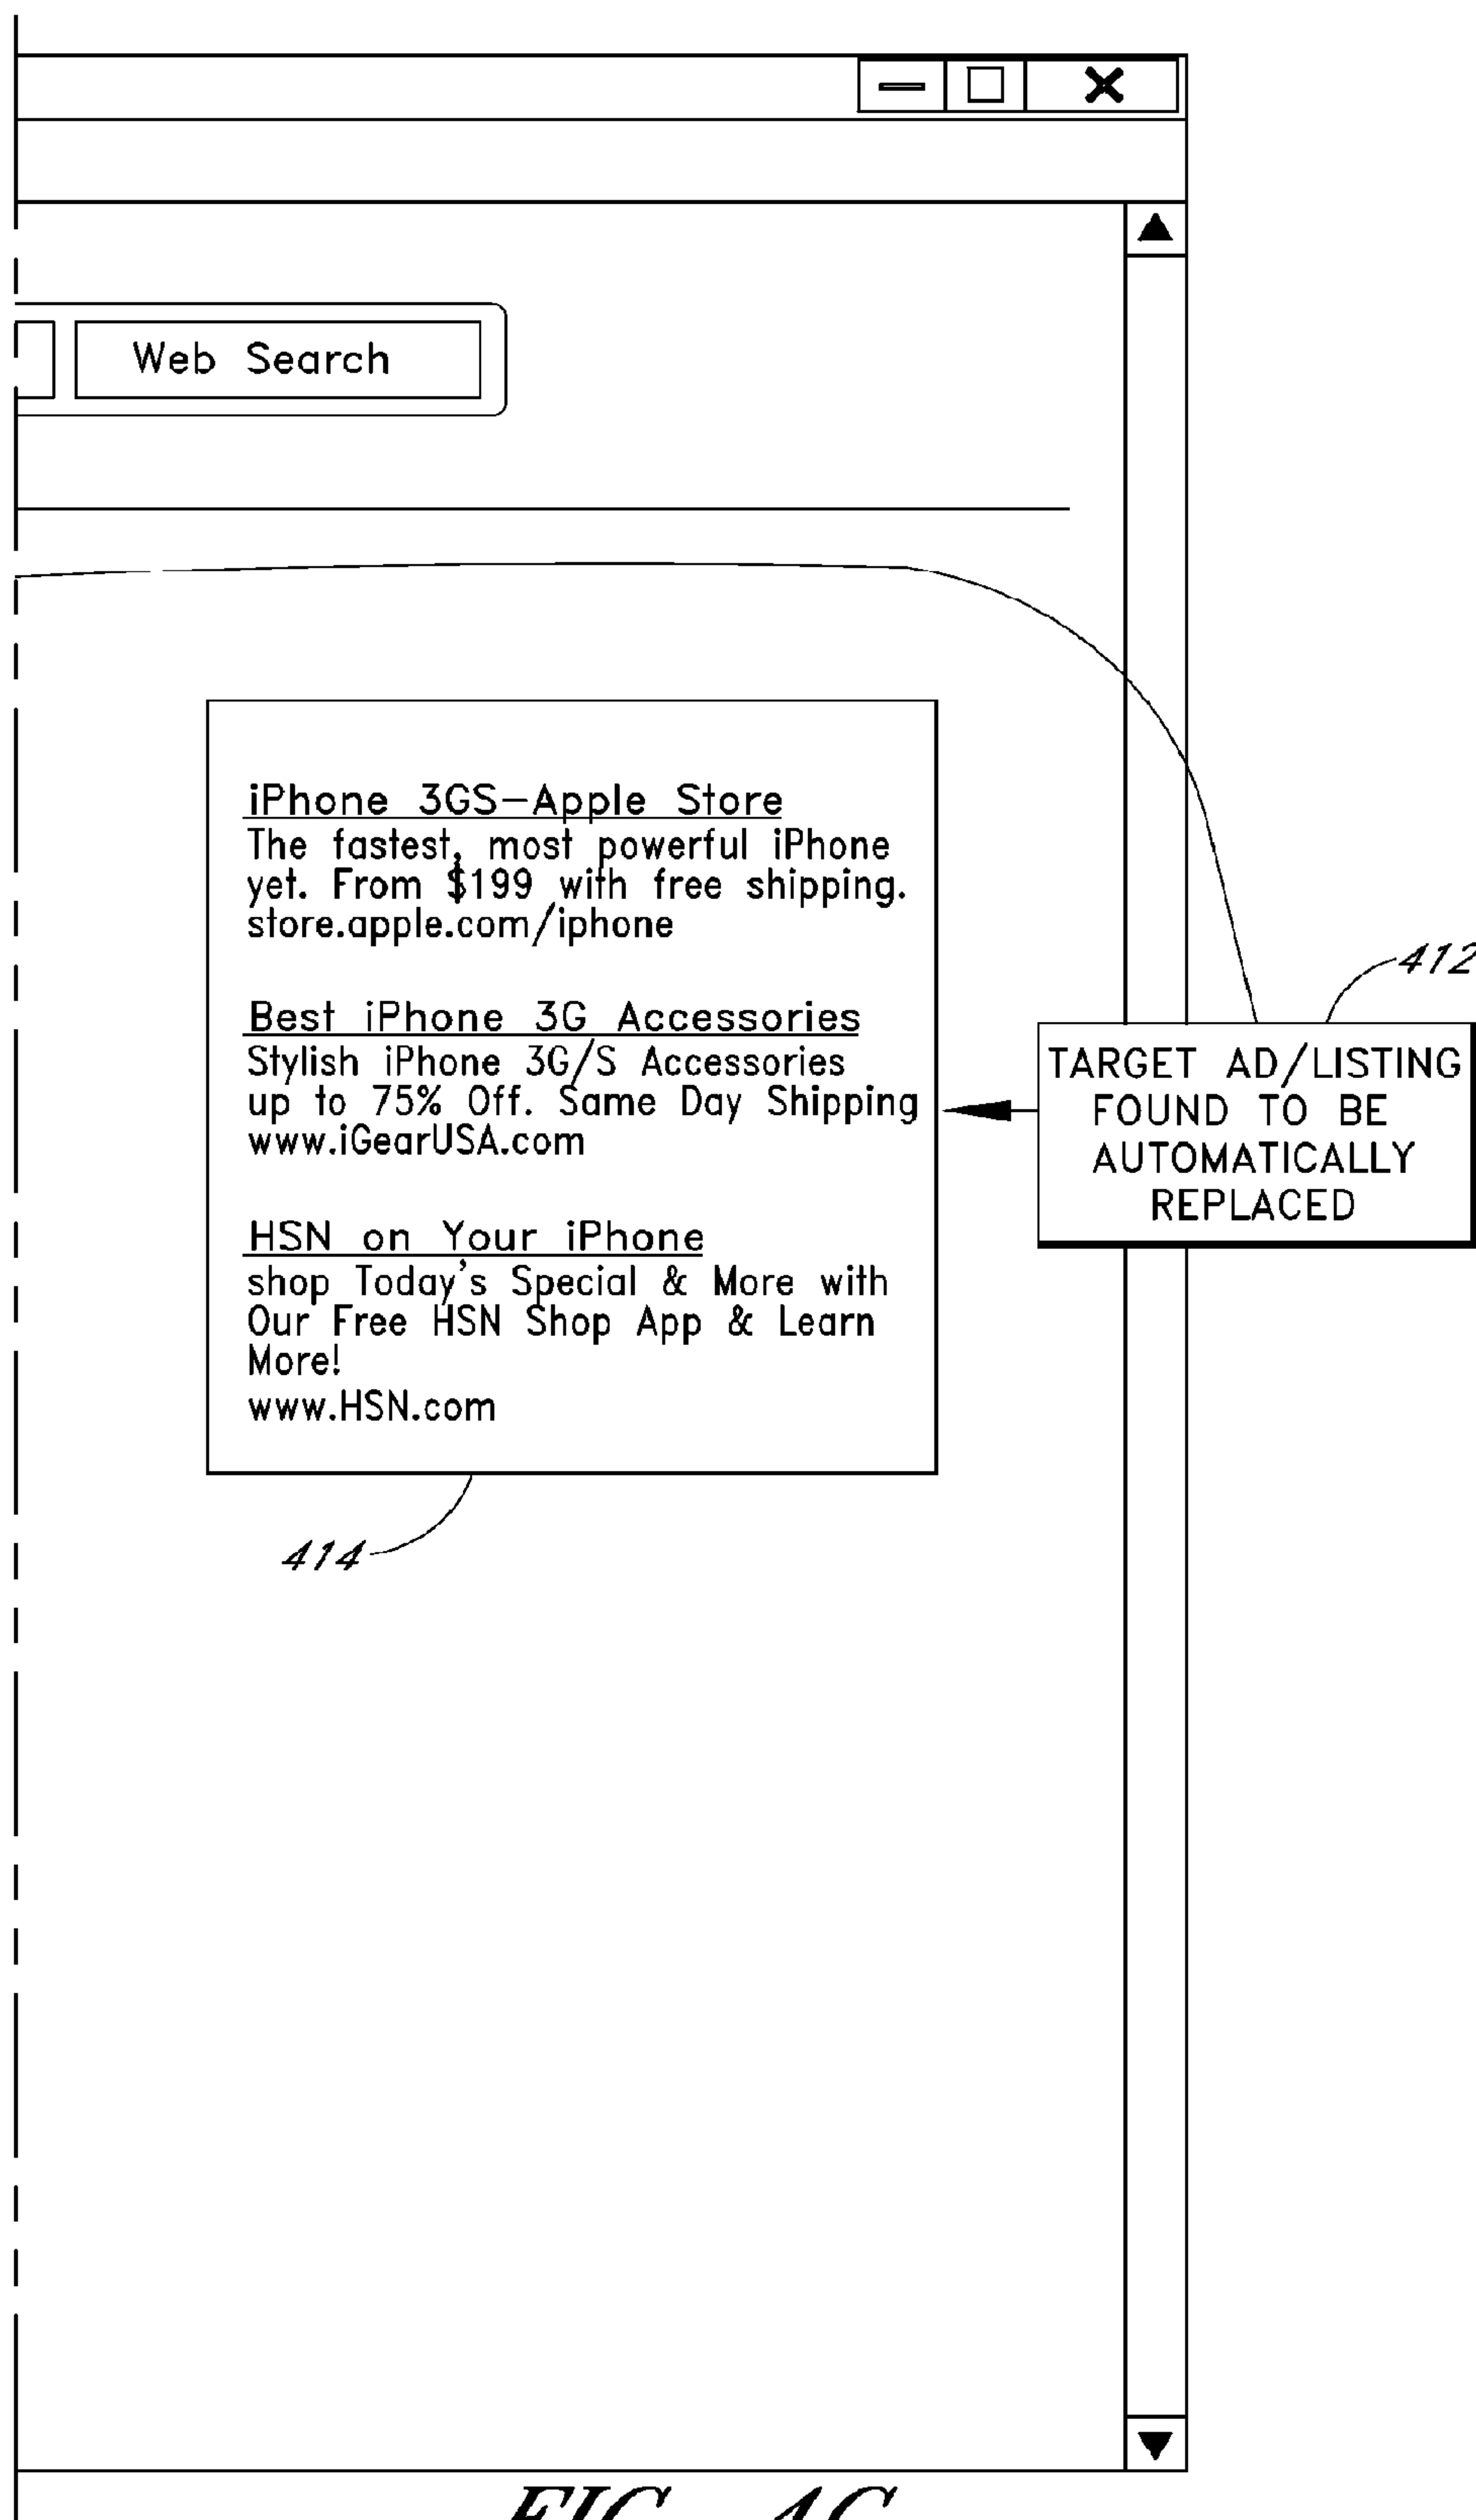 Web Search
iPhone 3GS-Apple Store
The fastest, most powerful iPhone
yet. From $199 with free shipping.
store.apple.com/iphone
412
Best iPhone 3G Accessories
Stylish iPhone 3G/S Accessories
up to 75% Off. Same Day Shipping
www.iGearUSA.com
TARGET AD/LISTING
FOUND TO BE
AUTOMATICALLY
REPLACED
HSN on Your iPhone
shop Today's Special & More with
Our Free HSN Shop App & Learn
More!
www.HSN.com
414